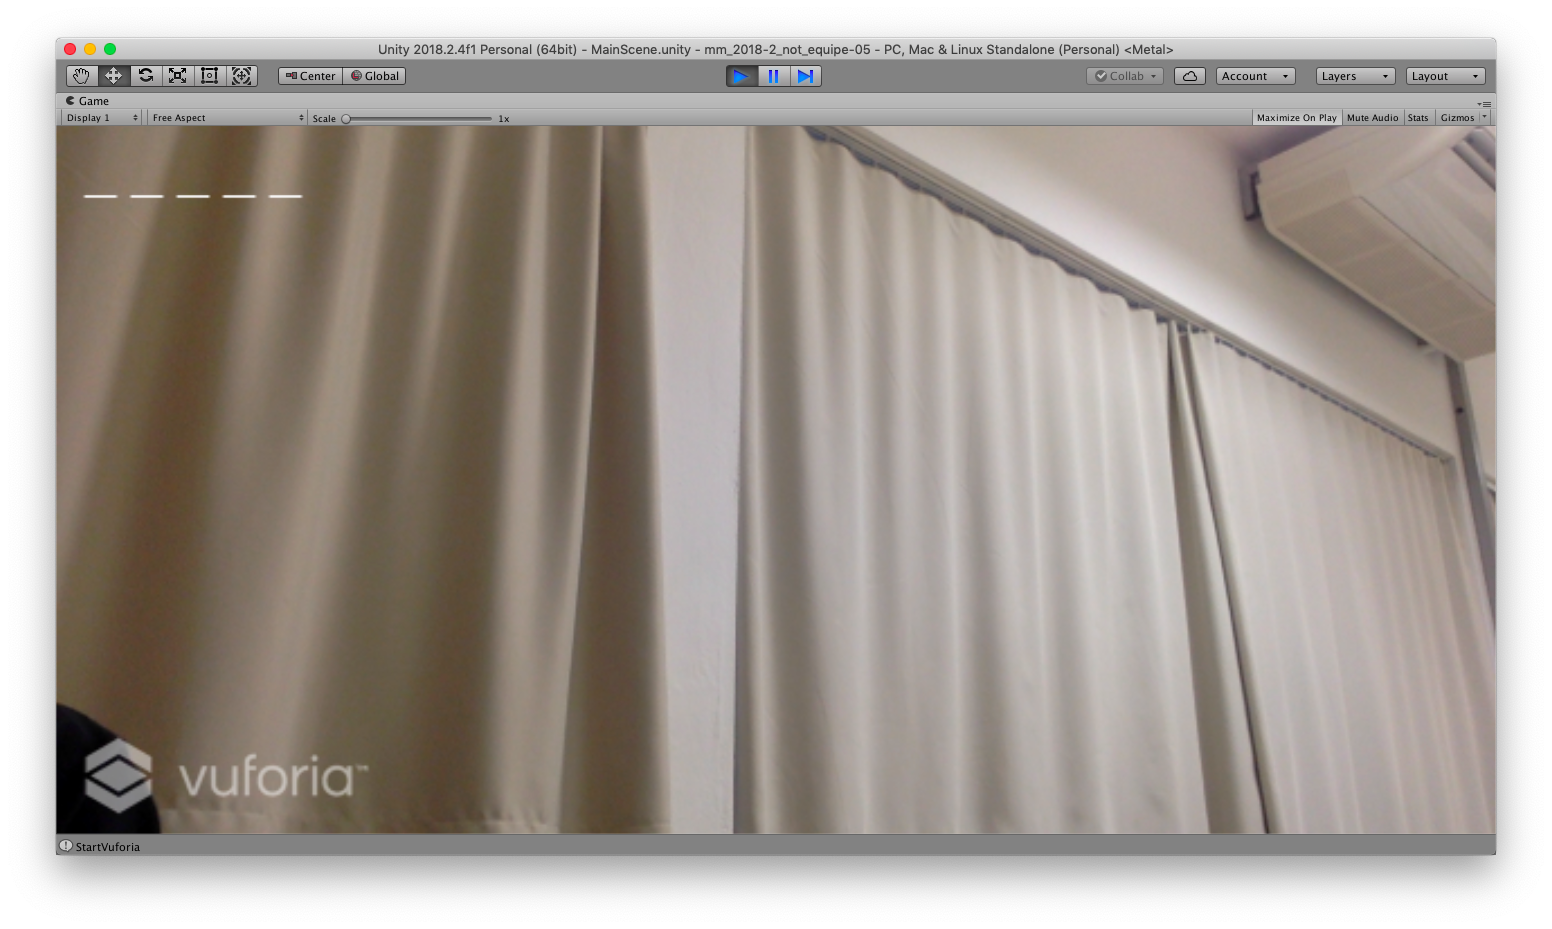 Unity 2018.2.4f1 Personal (64bit) - MainScene.unity - mm_2018-2_not_equipe-05 - PC, Mac & Linux Standalone (Personal) <Metal>
Center Global Collab Account Layers Layout
Game
Display 1 Free Aspect Scale 1x Maximize On Play Mute Audio Stats Gizmos
vuforia™
StartVuforia